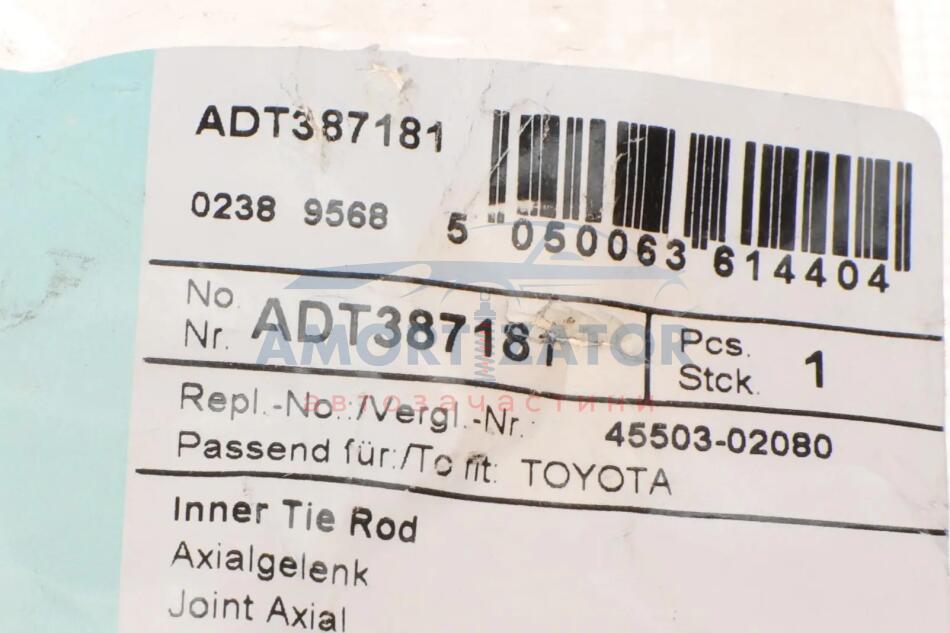 ADT387181
0238 9568
5 050063 614404
No.
Nr. ADT387181
Pcs.
Stck. 1
Repl.-No.:/Vergl.-Nr.: 45503-02080
Passend für:/To fit: TOYOTA
Inner Tie Rod
Axialgelenk
Joint Axial
AMORTIZATOR
автозапчастини